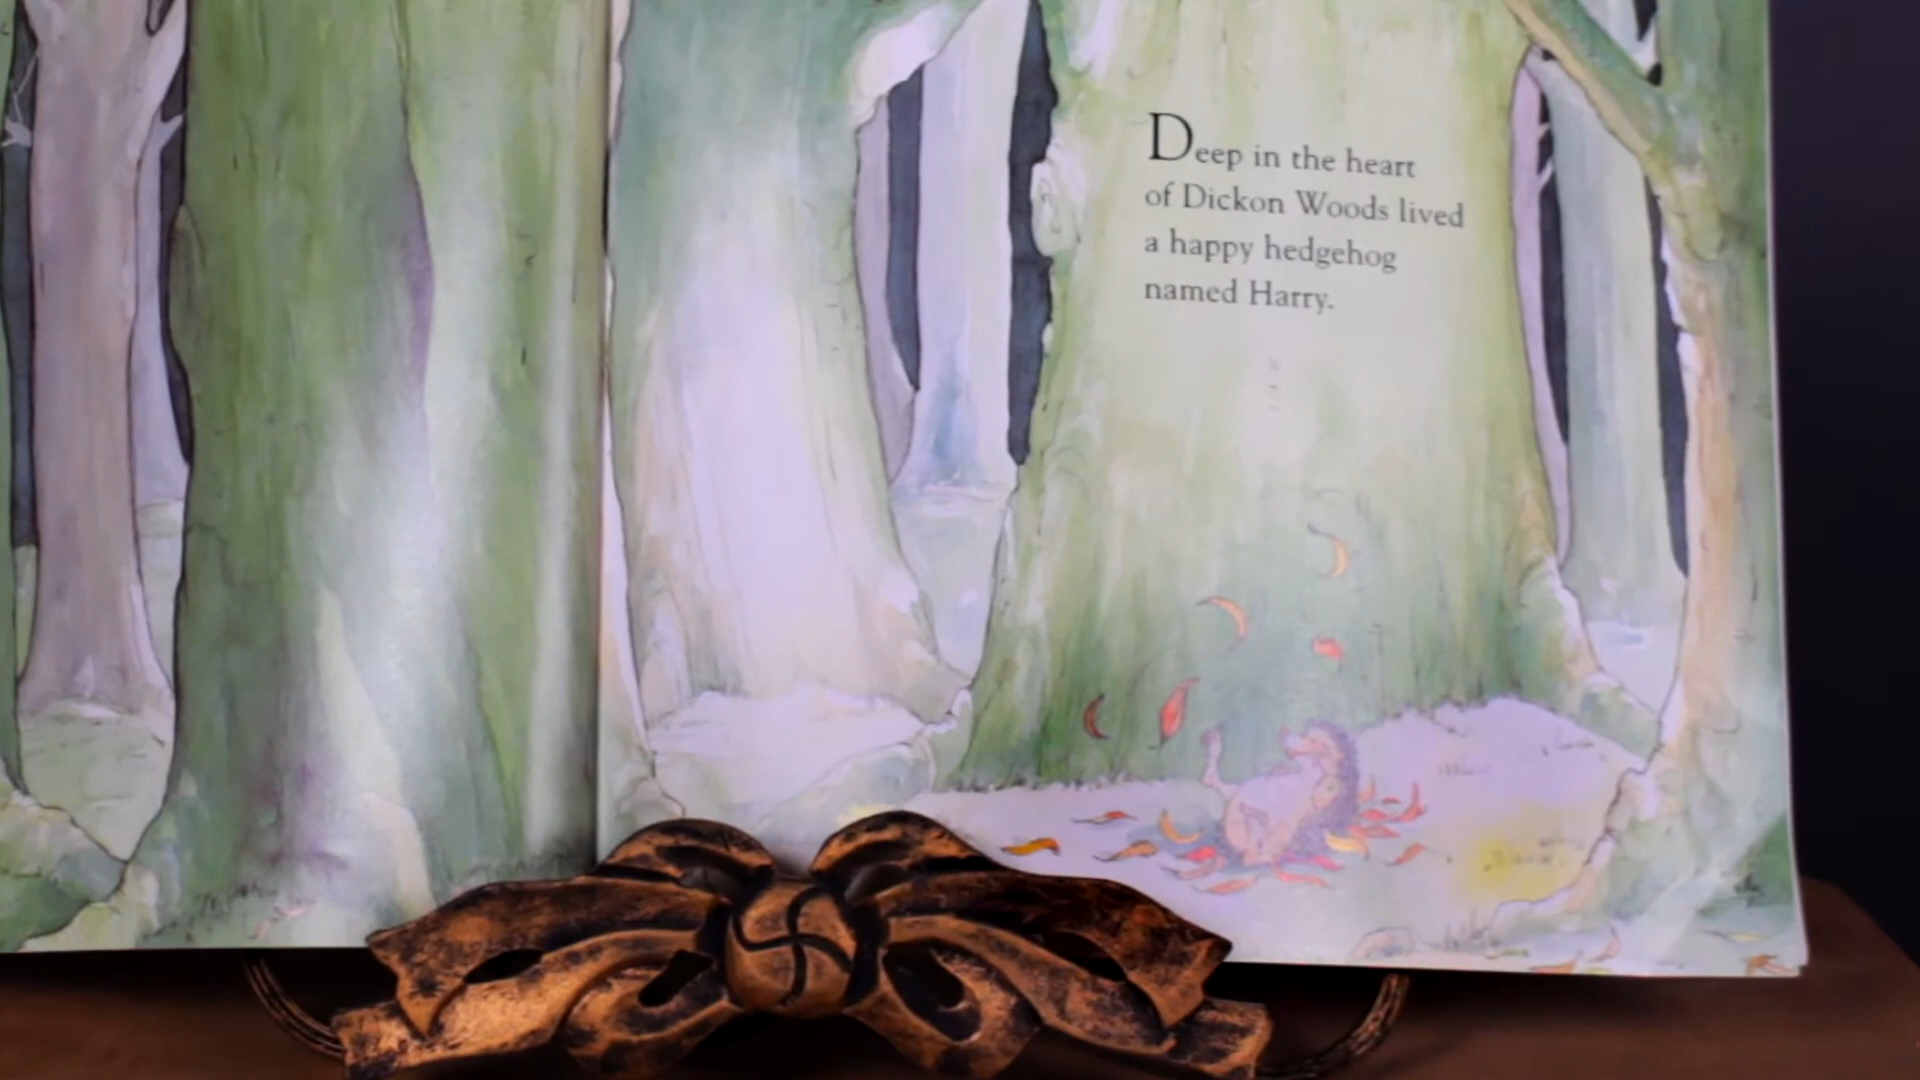 Deep in the heart
of Dickon Woods lived
a happy hedgehog
named Harry.